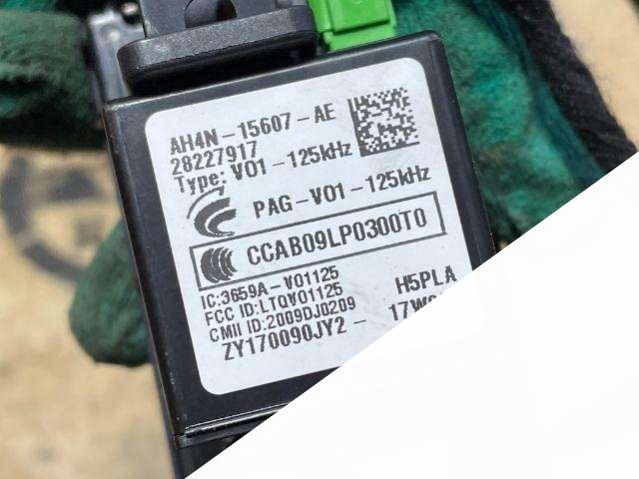 AH4N-15607-AE
28227917
Type: V01-125kHz
PAG-V01-125kHz
CCAB09LP0300T0
IC:3659A-V01125
FCC ID:LTQV01125
CMII ID:2009DJ0209
H5PLA
ZY170090JY2-